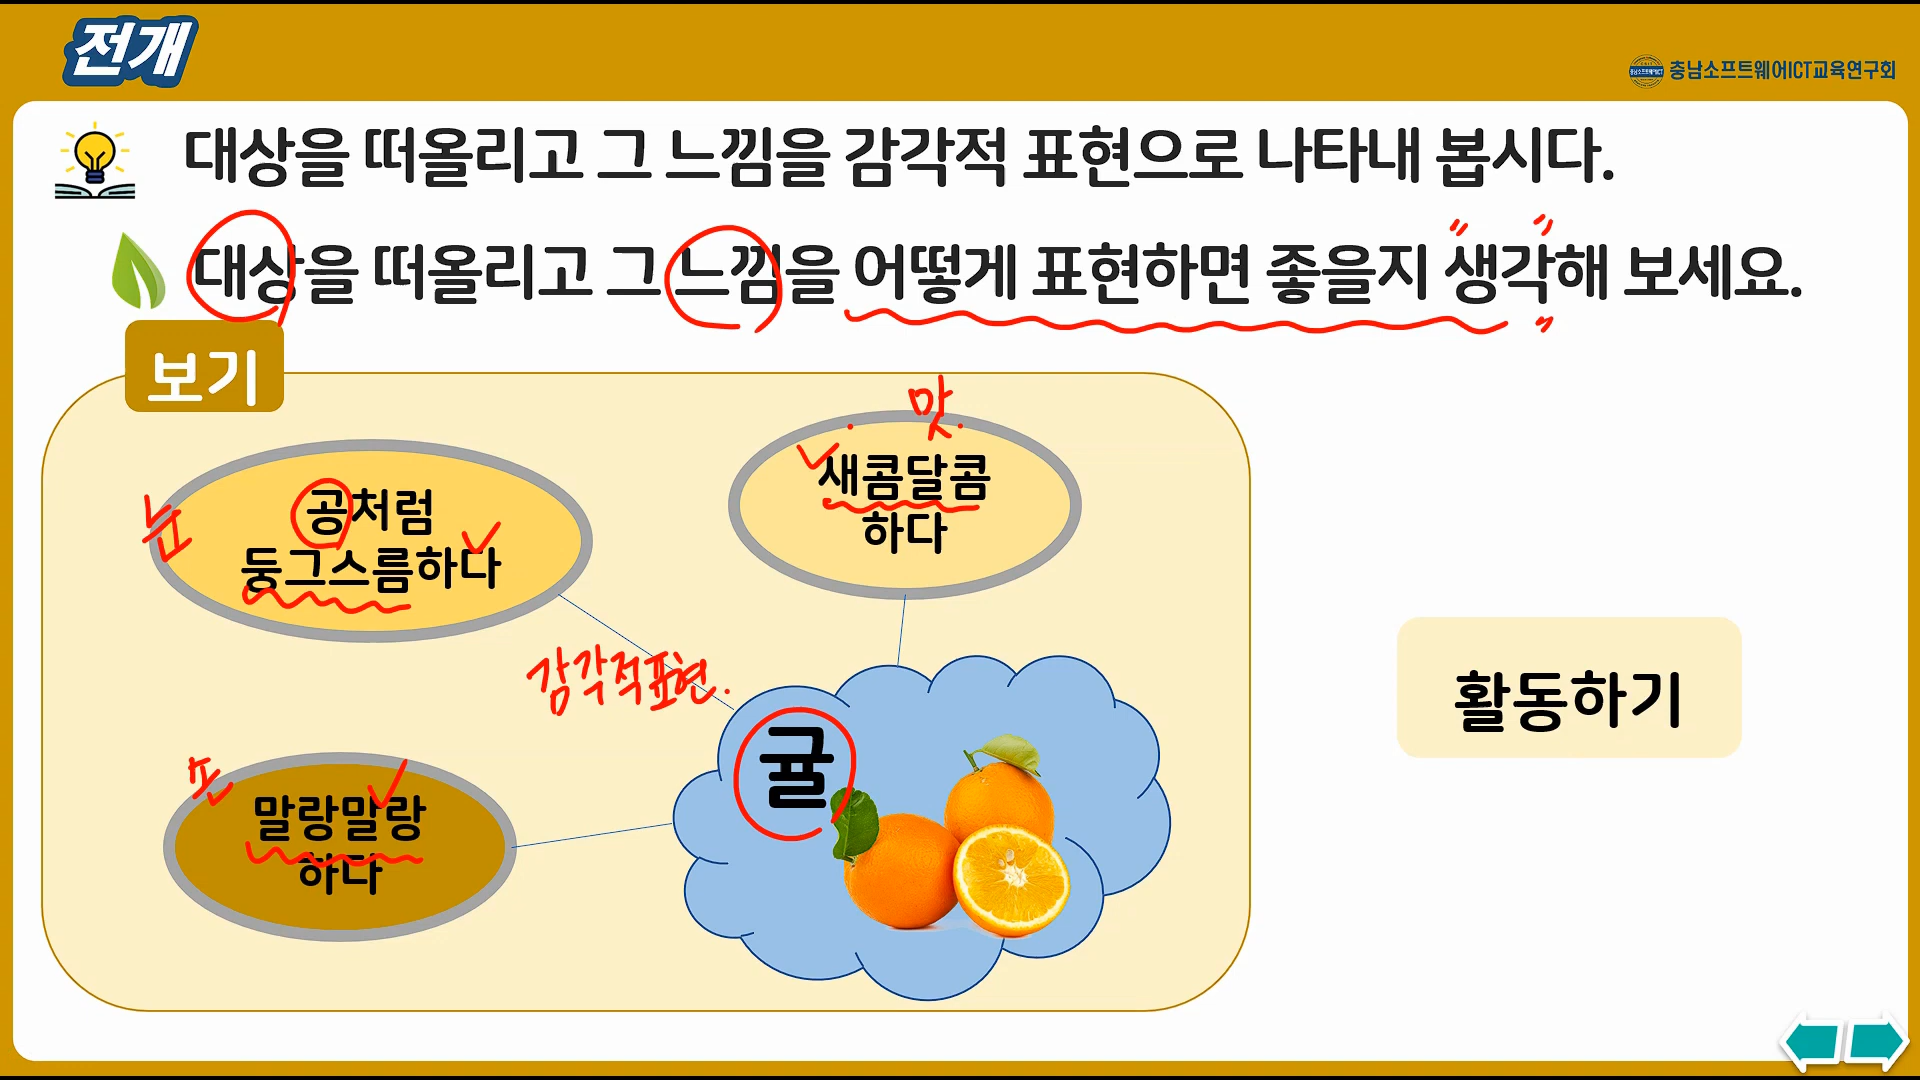 전개
충남소프트웨어ICT교육연구회
대상을 떠올리고 그 느낌을 감각적 표현으로 나타내 봅시다.
대상을 떠올리고 그 느낌을 어떻게 표현하면 좋을지 생각해 보세요.
보기
맛
새콤달콤
하다
눈
공처럼
둥그스름하다
감각적표현.
귤
손
말랑말랑
하다
활동하기